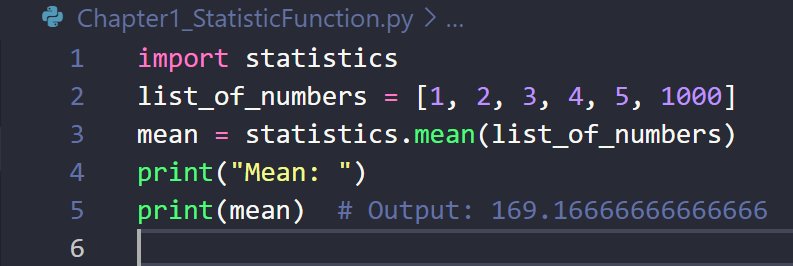 Chapter1_StatisticFunction.py > ...
1 import statistics
2 list_of_numbers = [1, 2, 3, 4, 5, 1000]
3 mean = statistics.mean(list_of_numbers)
4 print("Mean: ")
5 print(mean)  # Output: 169.16666666666666
6